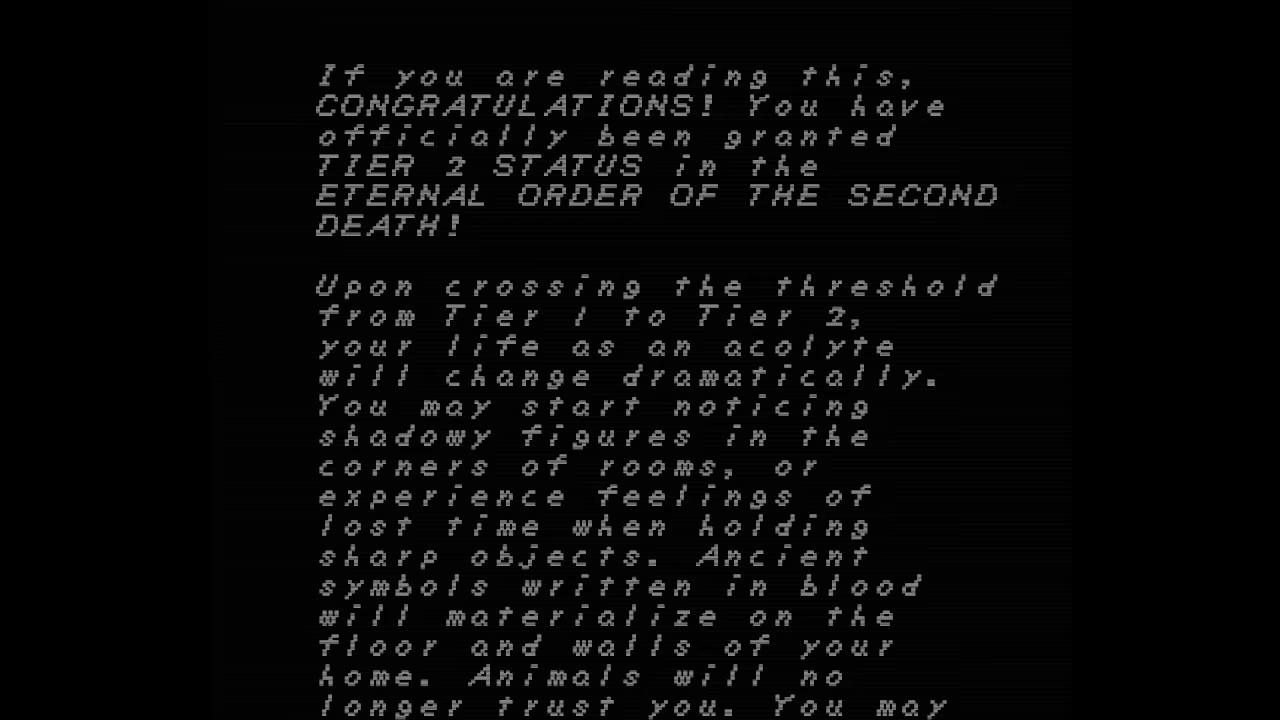 If you are reading this,
CONGRATULATIONS! You have
officially been granted
TIER 2 STATUS in the
ETERNAL ORDER OF THE SECOND
DEATH!
Upon crossing the threshold
from Tier 1 to Tier 2,
your life as an acolyte
will change dramatically.
You may start noticing
shadowy figures in the
corners of rooms, or
experience feelings of
lost time when holding
sharp objects. Ancient
symbols written in blood
will materialize on the
floor and walls of your
home. Animals will no
longer trust you. You may